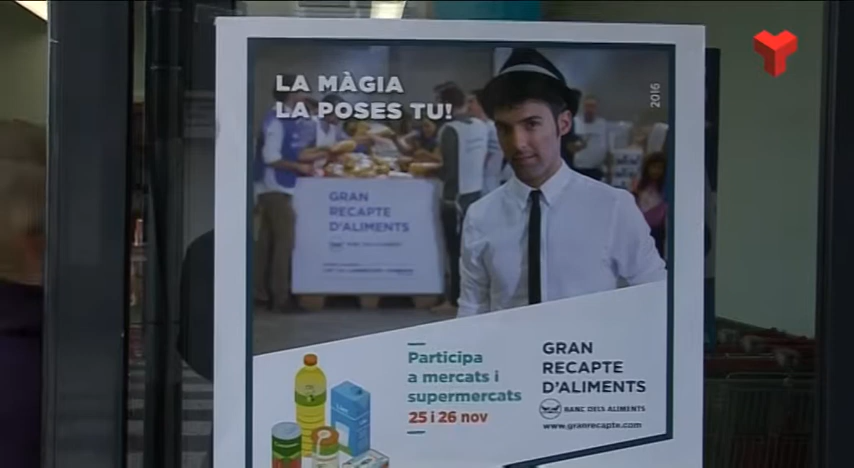 LA MÀGIA
LA POSES TU!
2016
GRAN
RECAPTE
D'ALIMENTS
Participa
a mercats i
supermercats
25 i 26 nov
GRAN
RECAPTE
D'ALIMENTS
BANC DELS ALIMENTS
www.granrecapte.com